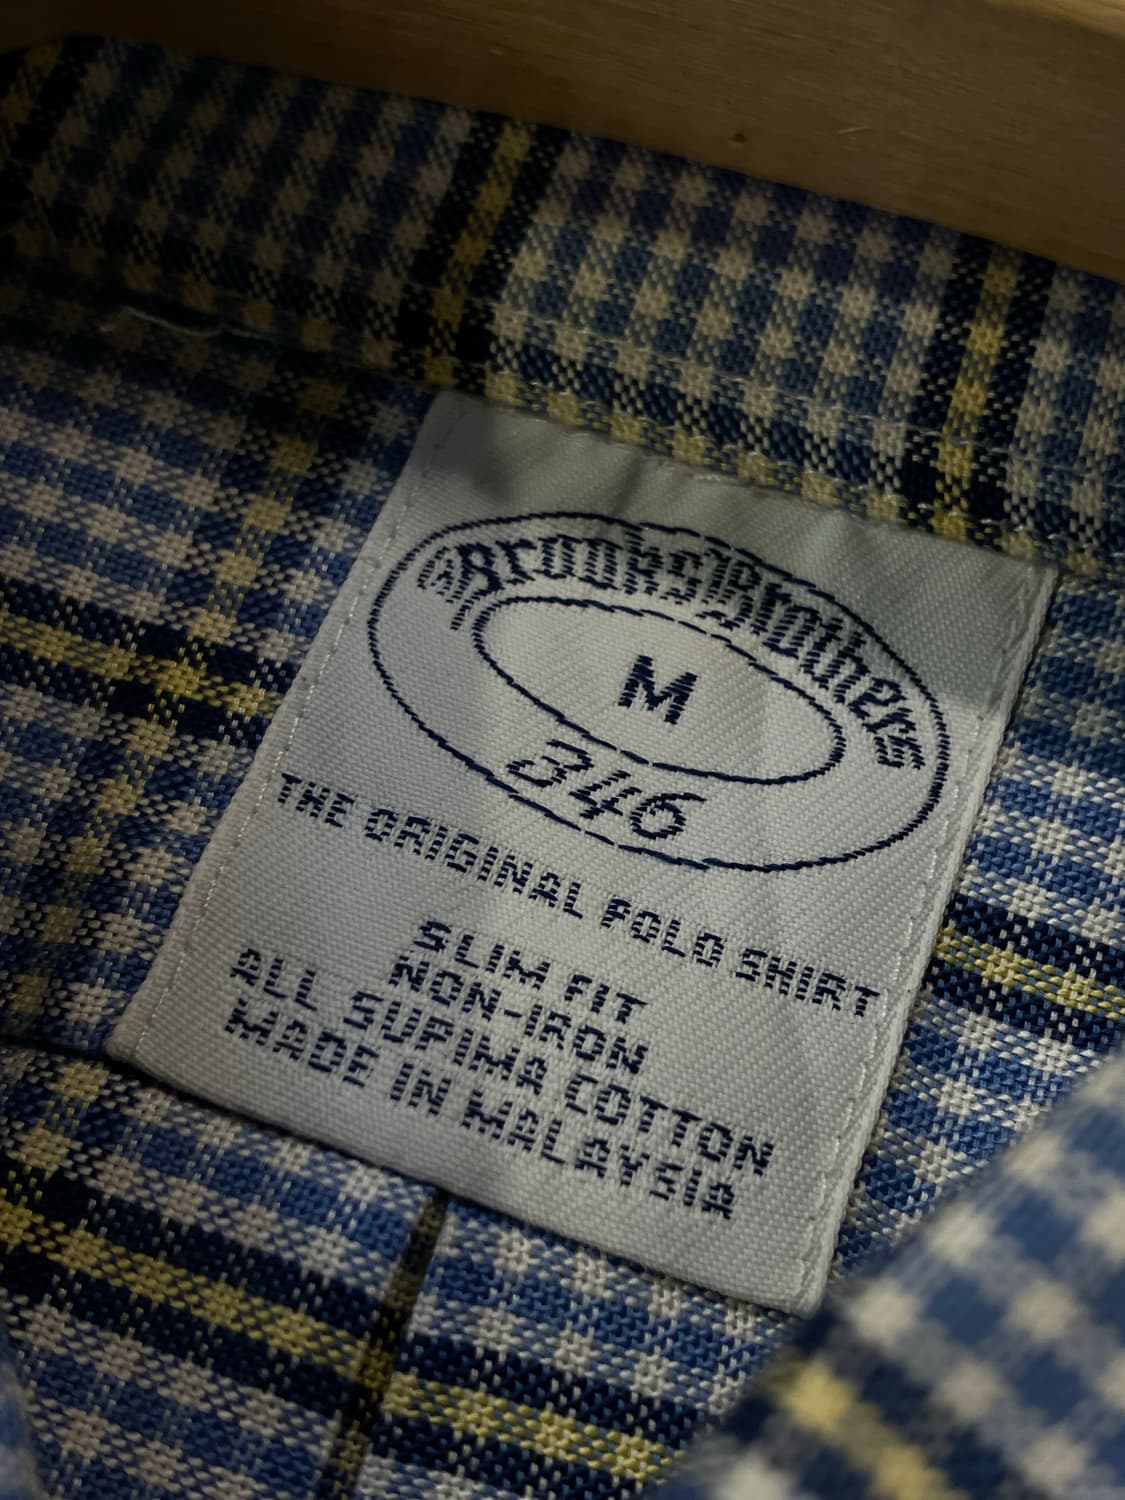 Brooks Brothers
M
346
THE ORIGINAL POLO SHIRT
SLIM FIT
NON-IRON
ALL SUPIMA COTTON
MADE IN MALAYSIA